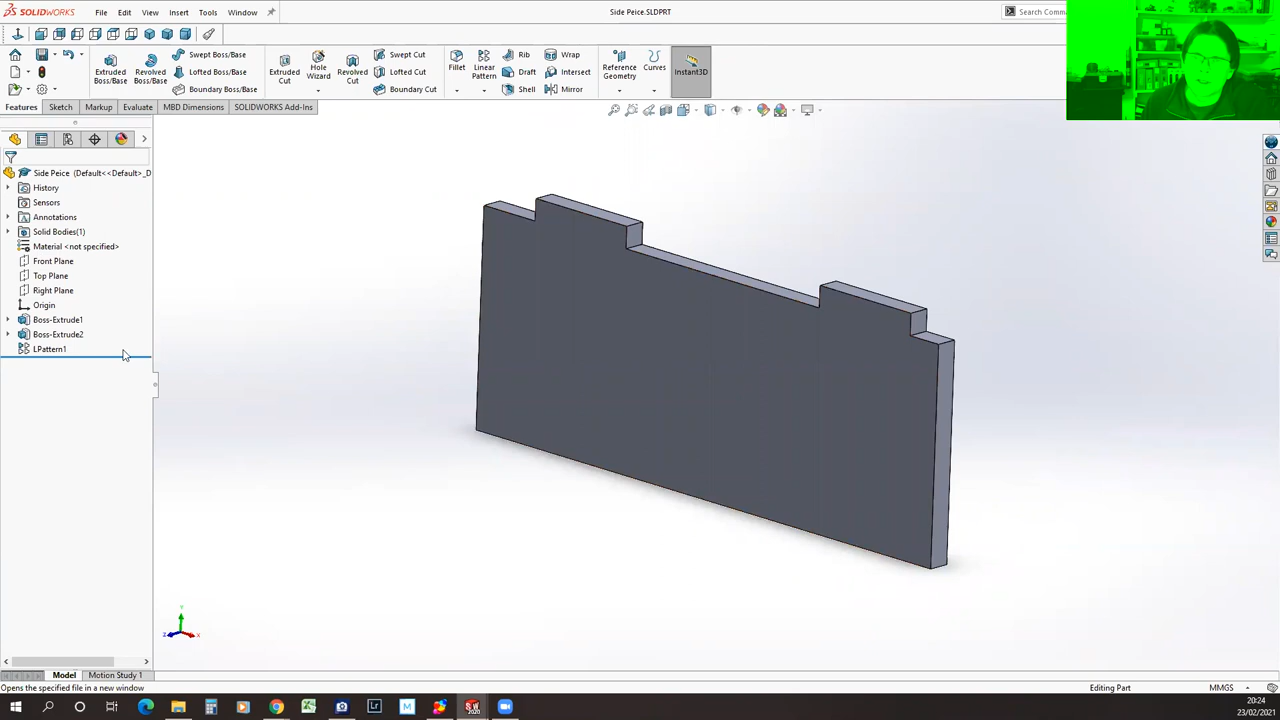 SOLIDWORKS File Edit View Insert Tools Window Side Peice.SLDPRT Search Com
Extruded Boss/Base Revolved Boss/Base Swept Boss/Base Lofted Boss/Base Boundary Boss/Base Extruded Cut Hole Wizard Revolved Cut Swept Cut Lofted Cut Boundary Cut Fillet Linear Pattern Rib Draft Shell Wrap Intersect Mirror Reference Geometry Curves Instant3D
Features Sketch Markup Evaluate MBD Dimensions SOLIDWORKS Add-Ins
Side Peice (Default<<Default>_D
History
Sensors
Annotations
Solid Bodies(1)
Material <not specified>
Front Plane
Top Plane
Right Plane
Origin
Boss-Extrude1
Boss-Extrude2
LPattern1
Y
Z X
Model Motion Study 1
Opens the specified file in a new window Editing Part MMGS
20:24
23/02/2021